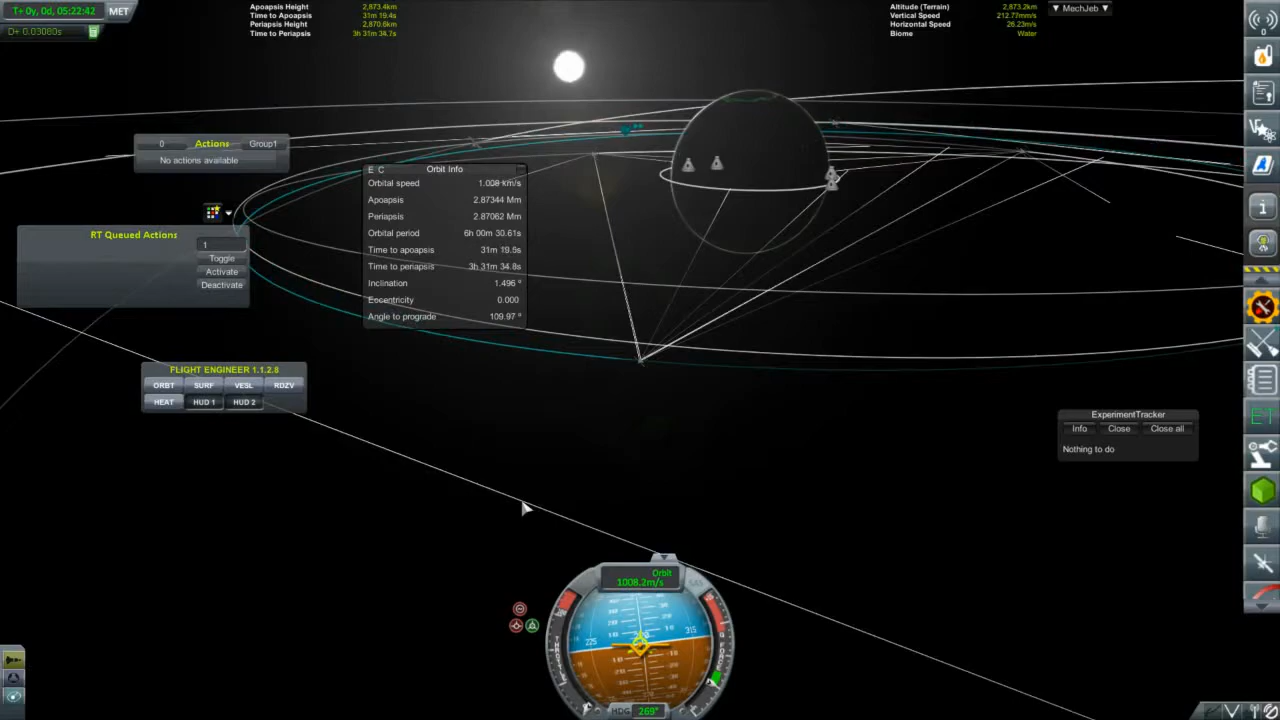 T+ 0y, 0d, 05:22:42 MET
D+ 0.03080s
Apoapsis Height 2,873.4km
Time to Apoapsis 31m 19.4s
Periapsis Height 2,870.6km
Time to Periapsis 3h 31m 34.7s
Altitude (Terrain) 2,873.2km
Vertical Speed 212.77mm/s
Horizontal Speed 26.23m/s
Biome Water
▼ MechJeb ▼
0 Actions Group1
No actions available
RT Queued Actions
1
Toggle
Activate
Deactivate
E C Orbit Info
Orbital speed 1.008 km/s
Apoapsis 2.87344 Mm
Periapsis 2.87062 Mm
Orbital period 6h 00m 30.61s
Time to apoapsis 31m 19.5s
Time to periapsis 3h 31m 34.8s
Inclination 1.496 °
Eccentricity 0.000
Angle to prograde 109.97 °
FLIGHT ENGINEER 1.1.2.8
ORBT SURF VESL RDZV
HEAT HUD 1 HUD 2
ExperimentTracker
Info Close Close all
Nothing to do
0
ET
Orbit
1008.2m/s
SAS
225
315
HDG 269°